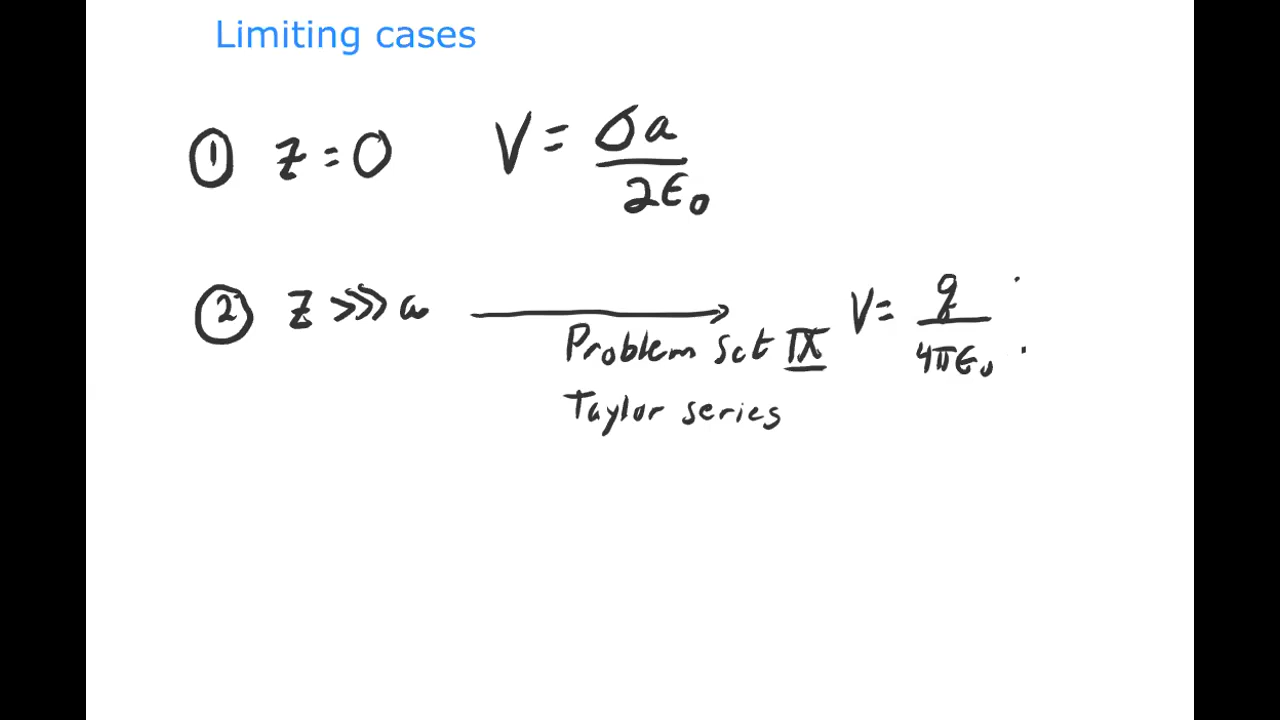 Limiting cases
① z = 0 V = σa / 2ϵ₀
② z >>> a ⟶ V = q / 4πϵ₀
Problem set IX
Taylor series